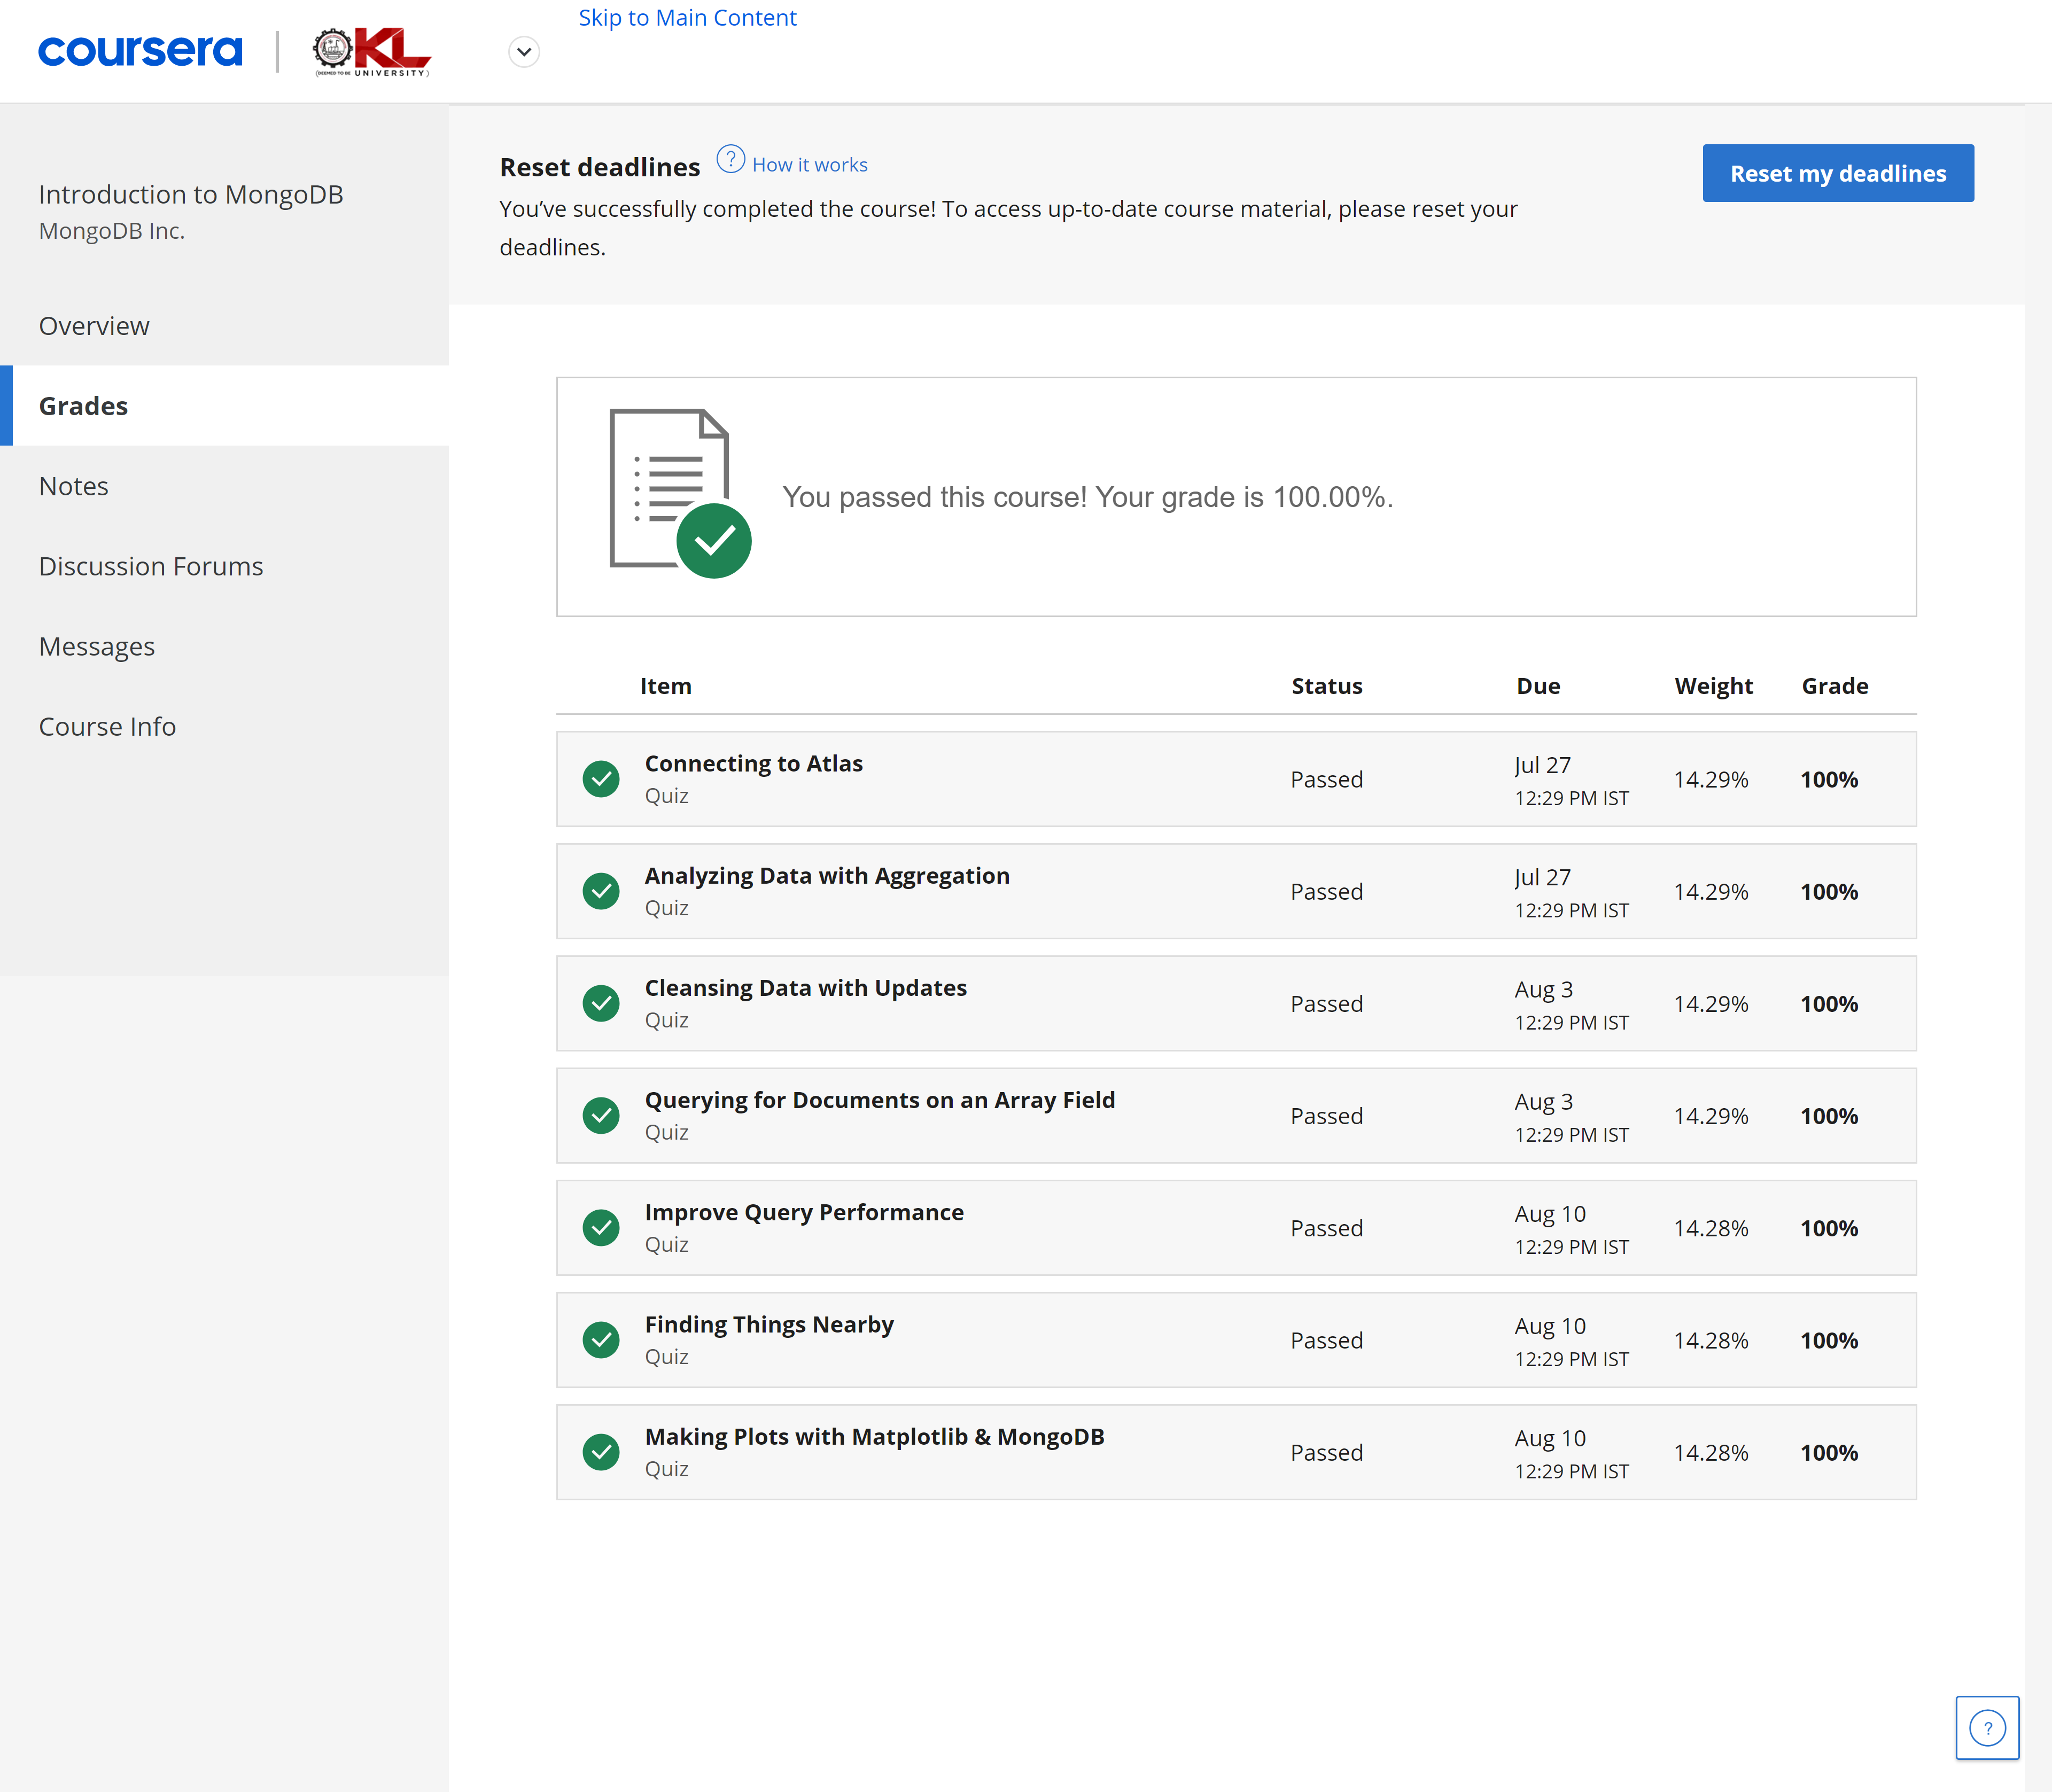 Skip to Main Content
coursera
KL
(DEEMED TO BE UNIVERSITY)
Introduction to MongoDB
MongoDB Inc.
Overview
Grades
Notes
Discussion Forums
Messages
Course Info
Reset deadlines ? How it works
You've successfully completed the course! To access up-to-date course material, please reset your
deadlines.
Reset my deadlines
You passed this course! Your grade is 100.00%.
Item Status Due Weight Grade
Connecting to Atlas
Quiz
Passed
Jul 27
12:29 PM IST
14.29%
100%
Analyzing Data with Aggregation
Quiz
Passed
Jul 27
12:29 PM IST
14.29%
100%
Cleansing Data with Updates
Quiz
Passed
Aug 3
12:29 PM IST
14.29%
100%
Querying for Documents on an Array Field
Quiz
Passed
Aug 3
12:29 PM IST
14.29%
100%
Improve Query Performance
Quiz
Passed
Aug 10
12:29 PM IST
14.28%
100%
Finding Things Nearby
Quiz
Passed
Aug 10
12:29 PM IST
14.28%
100%
Making Plots with Matplotlib & MongoDB
Quiz
Passed
Aug 10
12:29 PM IST
14.28%
100%
?